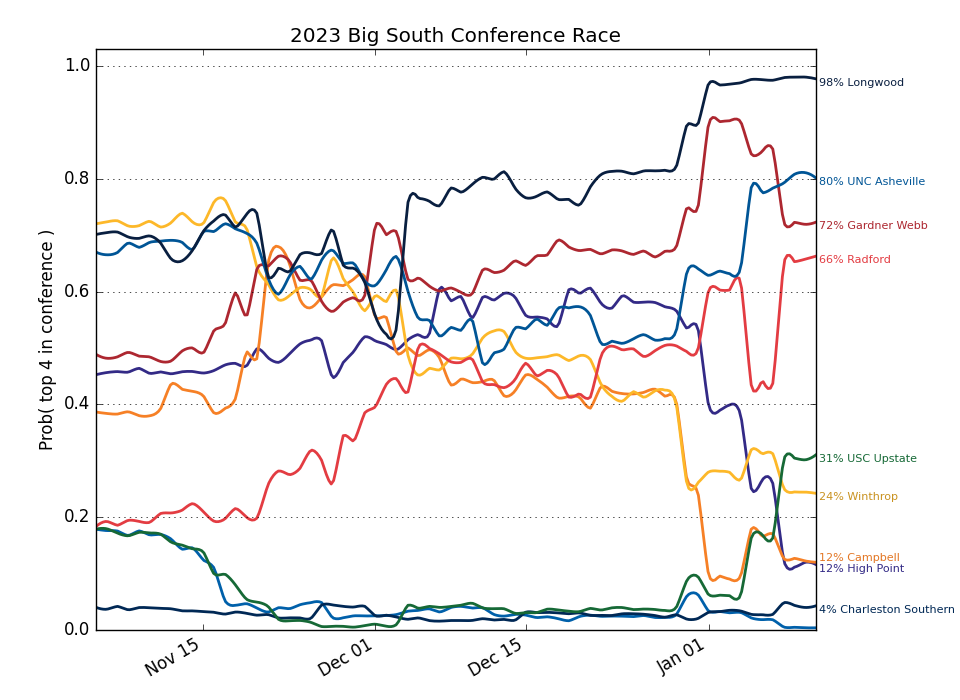 2023 Big South Conference Race
Prob( top 4 in conference )
1.0
0.8
0.6
0.4
0.2
0.0
Nov 15
Dec 01
Dec 15
Jan 01
98% Longwood
80% UNC Asheville
72% Gardner Webb
66% Radford
31% USC Upstate
24% Winthrop
12% Campbell
12% High Point
4% Charleston Southern